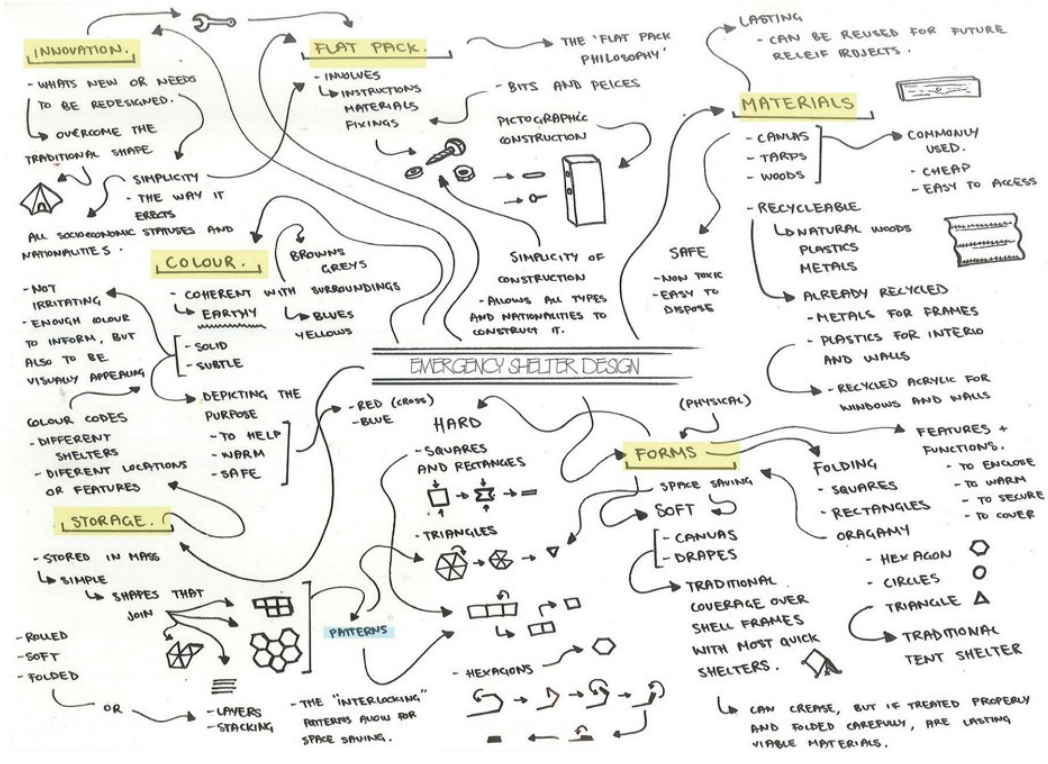 INNOVATION.
- WHATS NEW OR NEEDS
TO BE REDESIGNED.
OVERCOME THE
TRADITIONAL SHAPE
SIMPLICITY
- THE WAY IT
ERECTS
ALL SOCIOECONOMIC STATUSES AND
NATIONALITIES.
FLAT PACK.
- INVOLVES
INSTRUCTIONS
MATERIALS
FIXINGS
THE 'FLAT PACK
PHILOSOPHY'
- BITS AND PEICES
PICTOGRAPHIC
CONSTRUCTION
SIMPLICITY OF
CONSTRUCTION
- ALLOWS ALL TYPES
AND NATIONALITIES TO
CONSTRUCT IT.
LASTING
- CAN BE REUSED FOR FUTURE
RELEIF PROJECTS.
MATERIALS
- CANVAS
- TARPS
- WOODS
COMMONLY
USED.
- CHEAP
- EASY TO ACCESS
- RECYCLEABLE
NATURAL WOODS
PLASTICS
METALS
SAFE
- NON TOXIC
- EASY TO
DISPOSE
ALREADY RECYCLED
- METALS FOR FRAMES
- PLASTICS FOR INTERIO
AND WALLS
- RECYCLED ACRYLIC FOR
WINDOWS AND WALLS
COLOUR.
- COHERENT WITH SURROUNDINGS
EARTHY
BROWNS
GREYS
BLUES
YELLOWS
- SOLID
- SUBTLE
- NOT
IRRITATING
- ENOUGH COLOUR
TO INFORM, BUT
ALSO TO BE
VISUALLY APPEALING
DEPICTING THE
PURPOSE
- TO HELP
- WARM
- SAFE
- RED (CROSS)
- BLUE
COLOUR CODES
- DIFFERENT
SHELTERS
- DIFERENT LOCATIONS
OR FEATURES
EMERGENCY SHELTER DESIGN
STORAGE.
- STORED IN MASS
SIMPLE
SHAPES THAT
JOIN
- ROLLED
- SOFT
- FOLDED
OR
- LAYERS
- STACKING
PATTERNS
- THE "INTERLOCKING"
PATTERNS ALLOW FOR
SPACE SAVING.
HARD
- SQUARES
AND RECTANGES
- TRIANGLES
- HEXAGONS
(PHYSICAL)
FORMS
SPACE SAVING
SOFT
- CANVAS
- DRAPES
TRADITIONAL
COVERAGE OVER
SHELL FRAMES
WITH MOST QUICK
SHELTERS.
CAN CREASE, BUT IF TREATED PROPERLY
AND FOLDED CAREFULLY, ARE LASTING
VIABLE MATERIALS.
FOLDING
- SQUARES
- RECTANGLES
ORAGAMY
- HEXAGON
- CIRCLES
- TRIANGLE
TRADITIONAL
TENT SHELTER
FEATURES +
FUNCTIONS.
- TO ENCLOSE
- TO WARM
- TO SECURE
- TO COVER